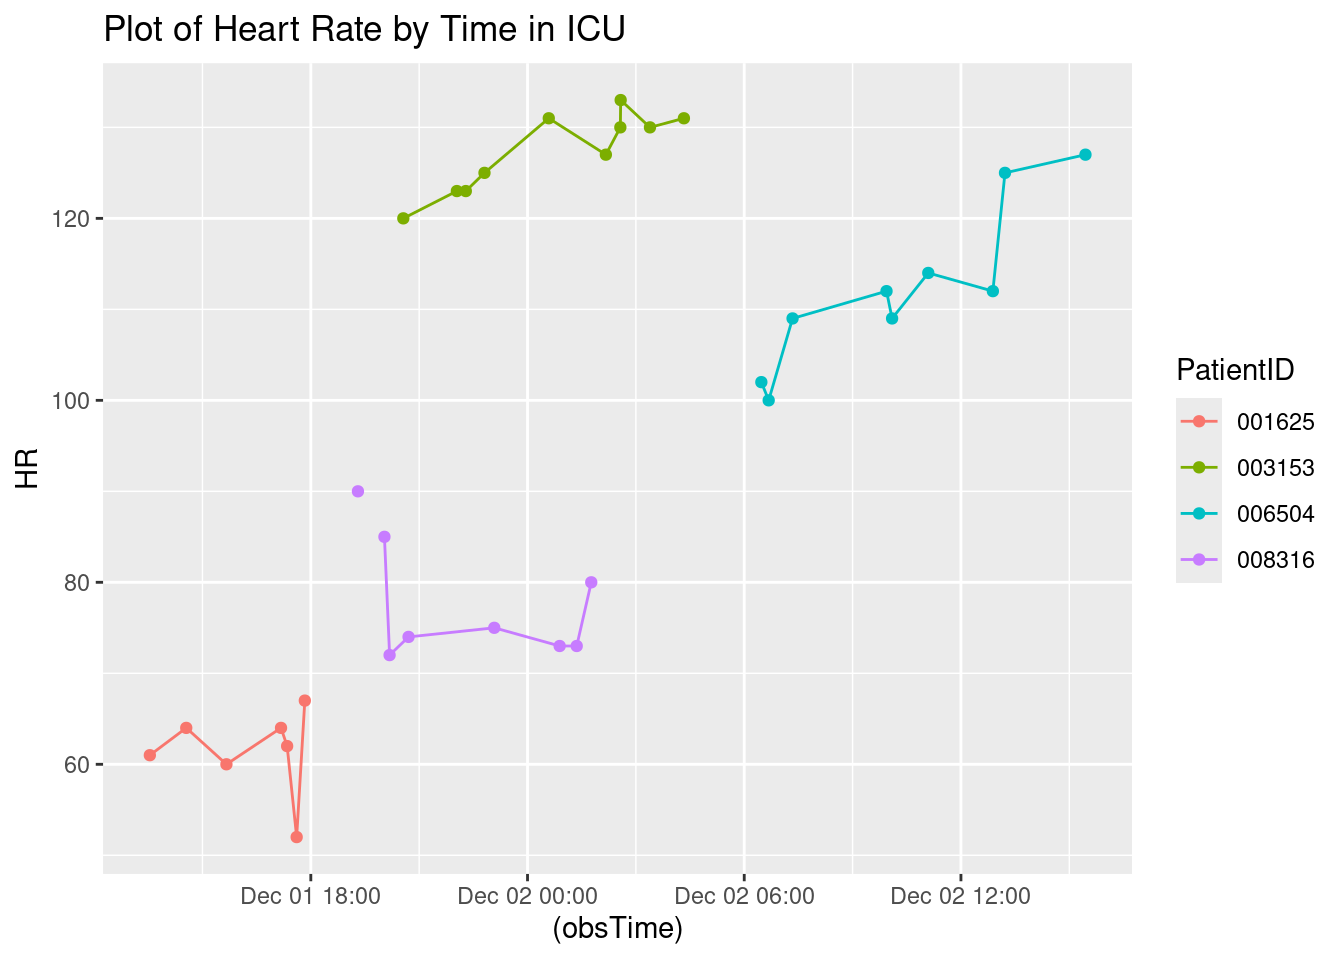 Plot of Heart Rate by Time in ICU
HR
120
100
80
60
Dec 01 18:00
Dec 02 00:00
Dec 02 06:00
Dec 02 12:00
(obsTime)
PatientID
001625
003153
006504
008316